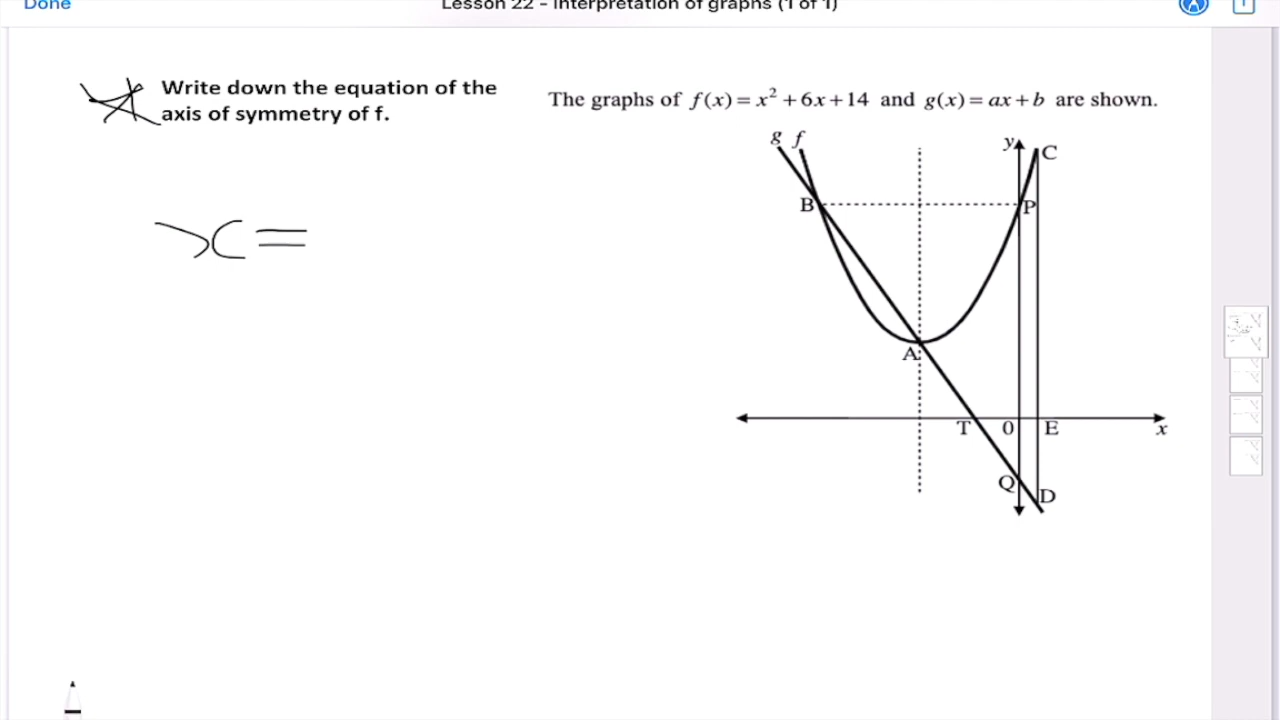 Done
Lesson 22 – Interpretation of graphs (1 of 1)
Write down the equation of the
axis of symmetry of f.
The graphs of f(x) = x² + 6x + 14 and g(x) = ax + b are shown.
x =
g f
y
C
B
P
A
T 0 E
x
Q
D